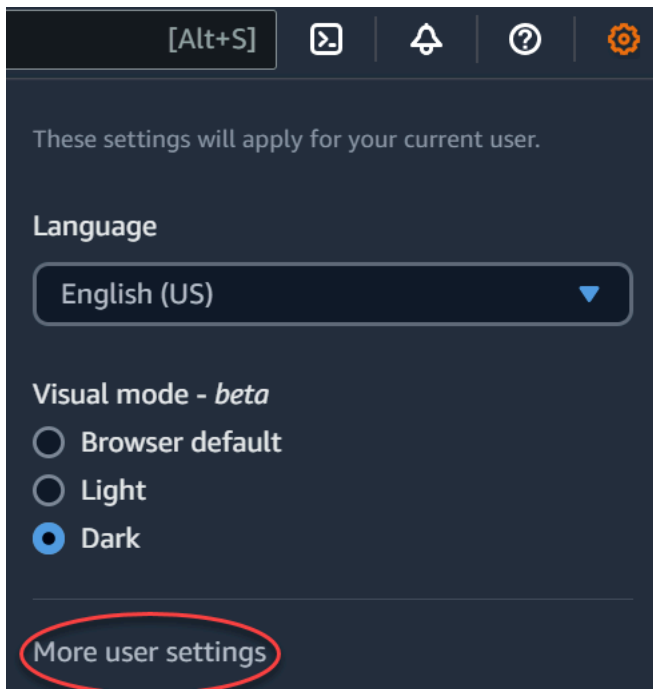 [Alt+S]
These settings will apply for your current user.
Language
English (US)
Visual mode - beta
Browser default
Light
Dark
More user settings